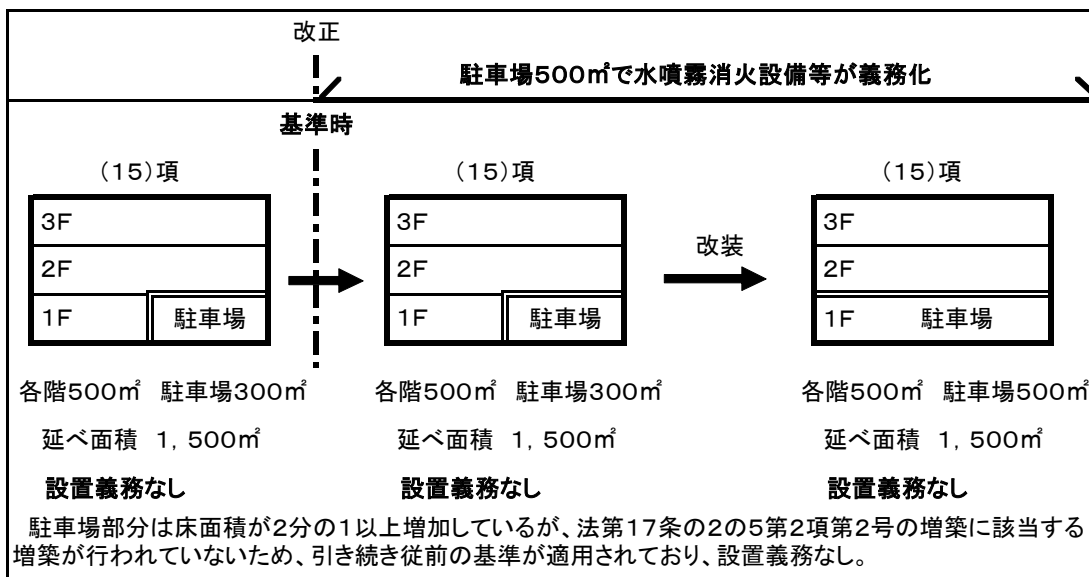 改正
駐車場500㎡で水噴霧消火設備等が義務化
基準時
(15)項
3F
2F
1F 駐車場
各階500㎡ 駐車場300㎡
延べ面積 1,500㎡
設置義務なし
(15)項
3F
2F
1F 駐車場
各階500㎡ 駐車場300㎡
延べ面積 1,500㎡
設置義務なし
改装
(15)項
3F
2F
1F 駐車場
各階500㎡ 駐車場500㎡
延べ面積 1,500㎡
設置義務なし
駐車場部分は床面積が2分の1以上増加しているが、法第17条の2の5第2項第2号の増築に該当する
増築が行われていないため、引き続き従前の基準が適用されており、設置義務なし。